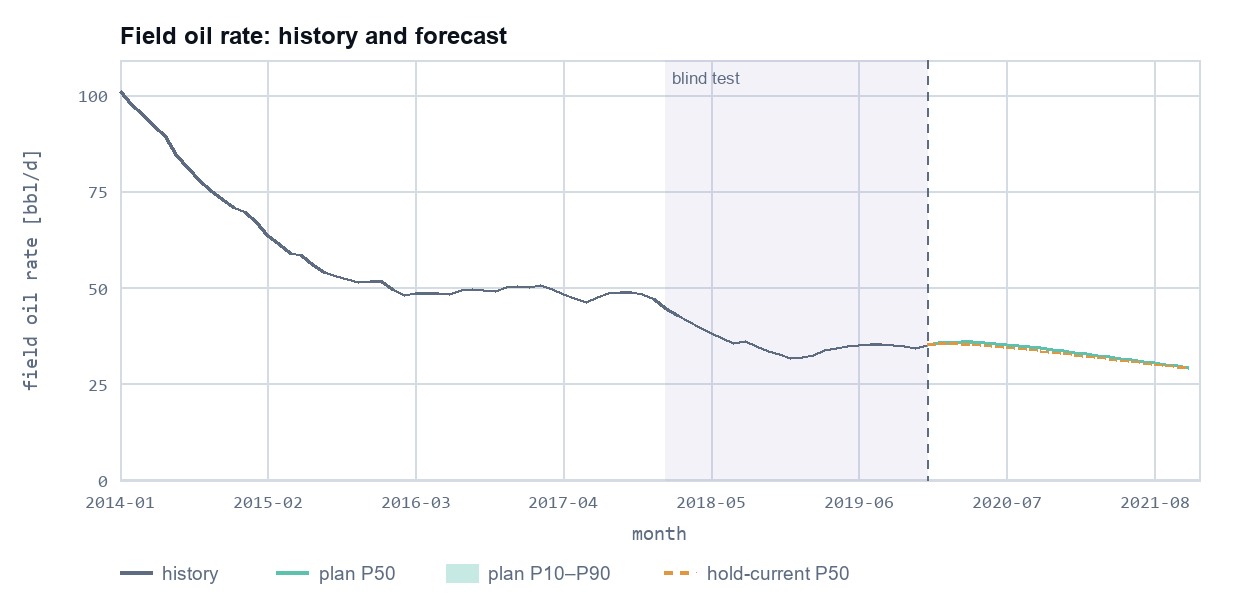 Field oil rate: history and forecast
blind test
100
75
50
25
0
field oil rate [bbl/d]
2014-01 2015-02 2016-03 2017-04 2018-05 2019-06 2020-07 2021-08
month
history plan P50 plan P10–P90 hold-current P50